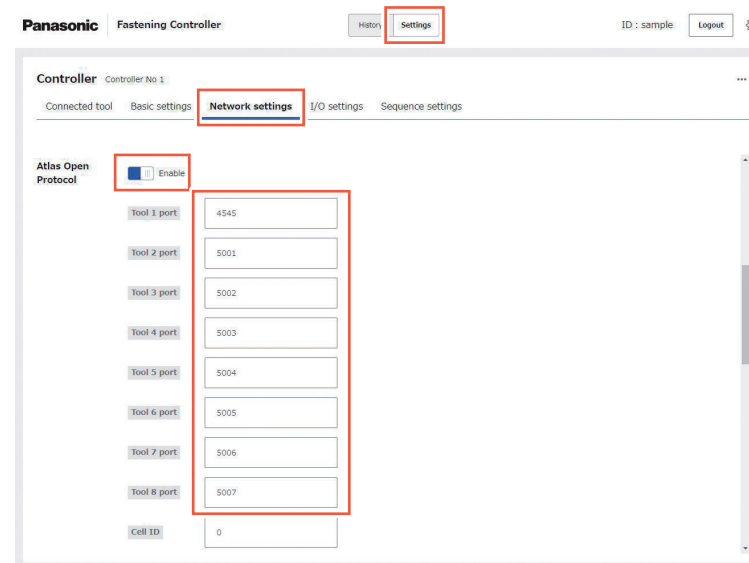 Panasonic Fastening Controller History Settings ID : sample Logout
Controller Controller No 1 ...
Connected tool Basic settings Network settings I/O settings Sequence settings
Atlas Open Protocol Enable
Tool 1 port 4545
Tool 2 port 5001
Tool 3 port 5002
Tool 4 port 5003
Tool 5 port 5004
Tool 6 port 5005
Tool 7 port 5006
Tool 8 port 5007
Cell ID 0